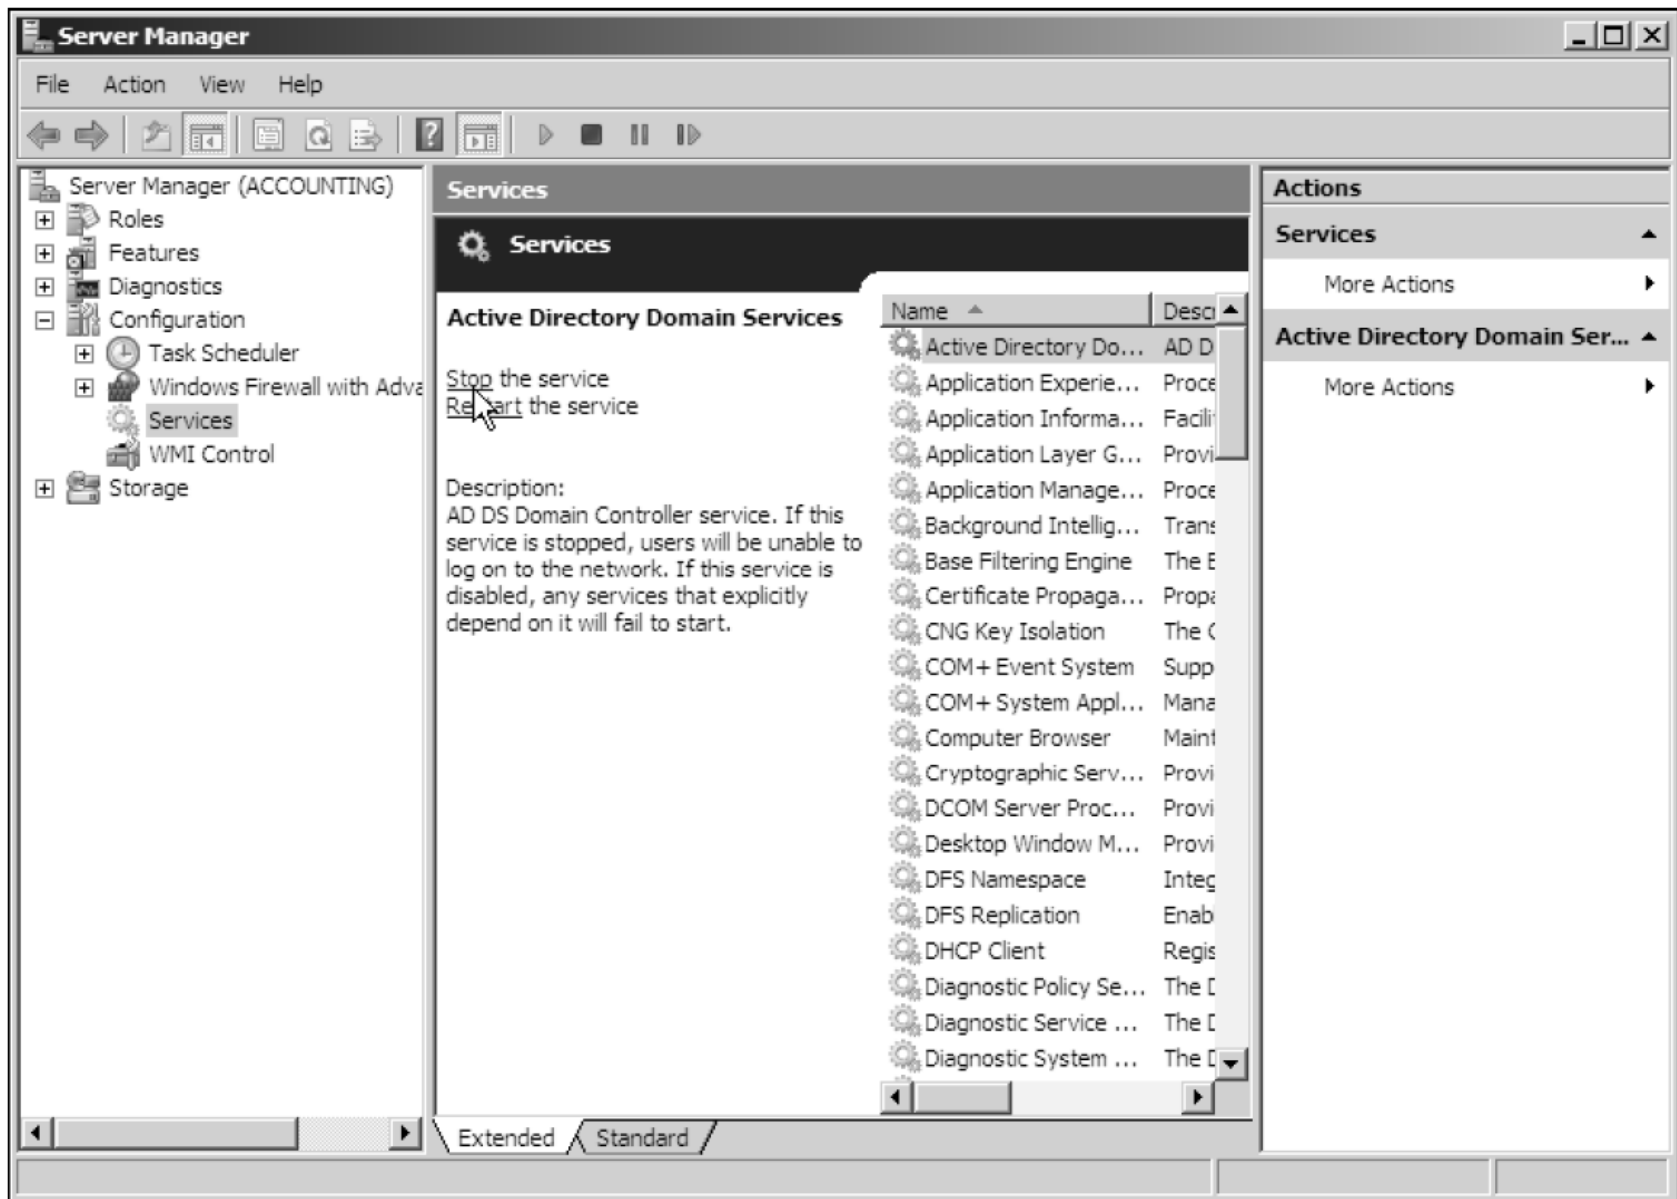 Server Manager
File Action View Help
Server Manager (ACCOUNTING)
Roles
Features
Diagnostics
Configuration
Task Scheduler
Windows Firewall with Adva
Services
WMI Control
Storage
Services
Services
Active Directory Domain Services
Stop the service
Restart the service
Description:
AD DS Domain Controller service. If this
service is stopped, users will be unable to
log on to the network. If this service is
disabled, any services that explicitly
depend on it will fail to start.
Name Descr
Active Directory Do... AD D
Application Experie... Proce
Application Informa... Facili
Application Layer G... Provi
Application Manage... Proce
Background Intellig... Trans
Base Filtering Engine The B
Certificate Propaga... Propa
CNG Key Isolation The C
COM+ Event System Supp
COM+ System Appl... Mana
Computer Browser Maint
Cryptographic Serv... Provi
DCOM Server Proc... Provi
Desktop Window M... Provi
DFS Namespace Integ
DFS Replication Enab
DHCP Client Regis
Diagnostic Policy Se... The D
Diagnostic Service ... The D
Diagnostic System ... The D
Extended Standard
Actions
Services
More Actions
Active Directory Domain Ser...
More Actions